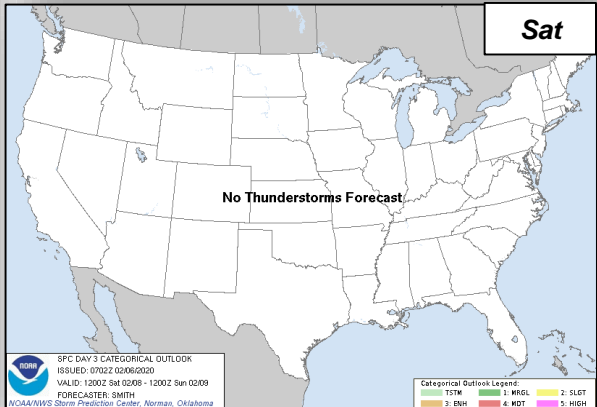 Sat
No Thunderstorms Forecast
NOAA
SPC DAY 3 CATEGORICAL OUTLOOK
ISSUED: 0702Z 02/06/2020
VALID: 1200Z Sat 02/08 - 1200Z Sun 02/09
FORECASTER: SMITH
NOAA/NWS Storm Prediction Center, Norman, Oklahoma
Categorical Outlook Legend:
TSTM 1: MRGL 2: SLGT
3: ENH 4: MDT 5: HIGH